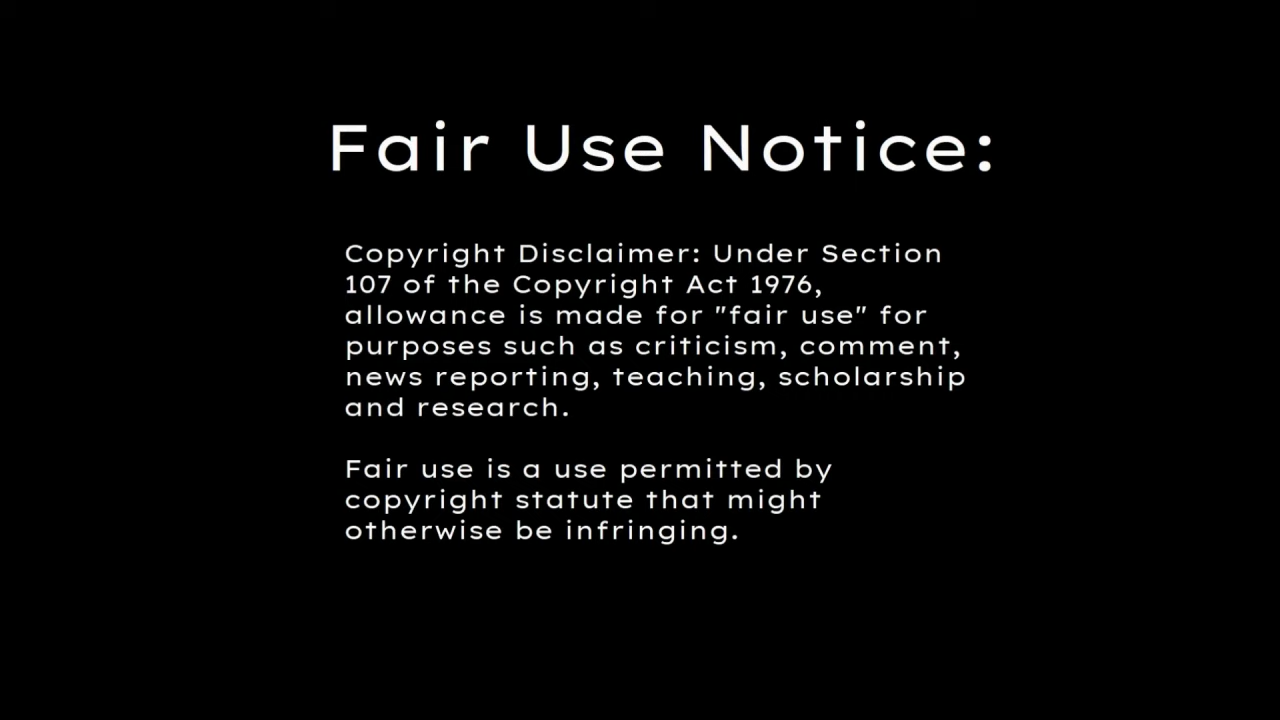 Fair Use Notice:
Copyright Disclaimer: Under Section
107 of the Copyright Act 1976,
allowance is made for "fair use" for
purposes such as criticism, comment,
news reporting, teaching, scholarship
and research.
Fair use is a use permitted by
copyright statute that might
otherwise be infringing.